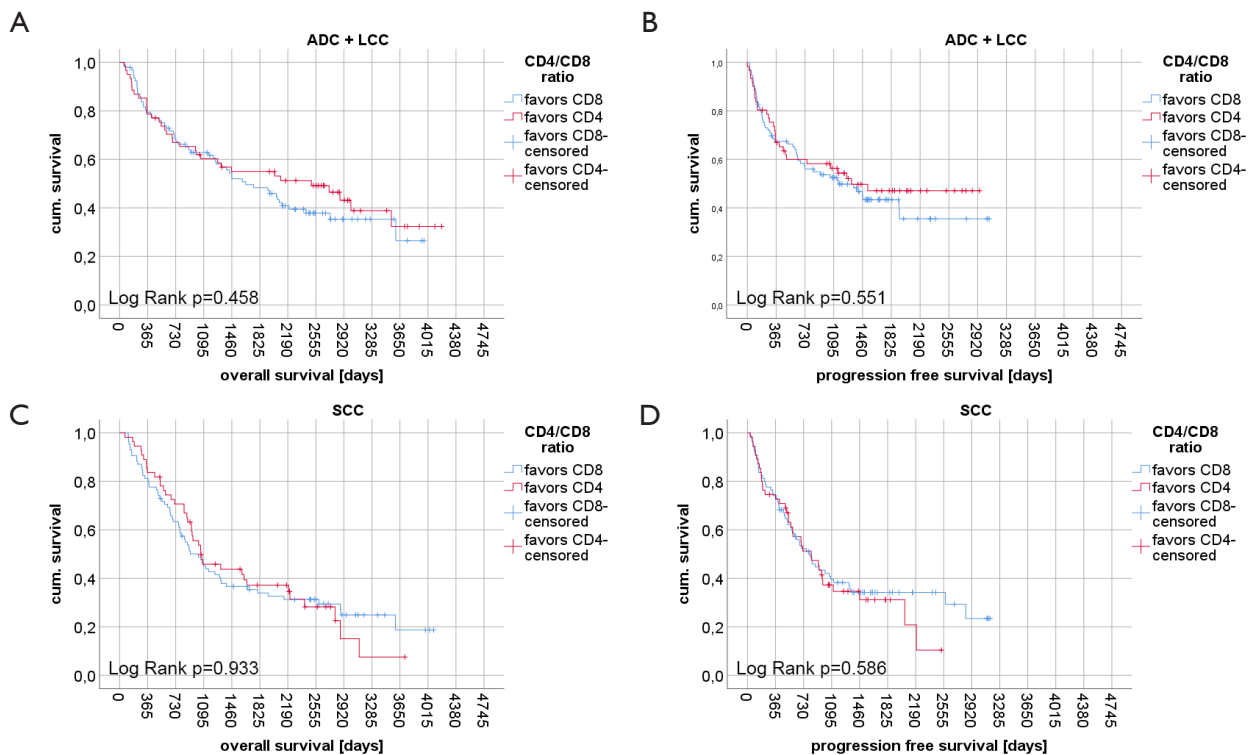 A
ADC + LCC
cum. survival
1,0
0,8
0,6
0,4
0,2
0,0
Log Rank p=0.458
0
365
730
1095
1460
1825
2190
2555
2920
3285
3650
4015
4380
4745
overall survival [days]
CD4/CD8
ratio
favors CD8
favors CD4
favors CD8-
censored
favors CD4-
censored
B
ADC + LCC
cum. survival
1,0
0,8
0,6
0,4
0,2
0,0
Log Rank p=0.551
0
365
730
1095
1460
1825
2190
2555
2920
3285
3650
4015
4380
4745
progression free survival [days]
CD4/CD8
ratio
favors CD8
favors CD4
favors CD8-
censored
favors CD4-
censored
C
SCC
cum. survival
1,0
0,8
0,6
0,4
0,2
0,0
Log Rank p=0.933
0
365
730
1095
1460
1825
2190
2555
2920
3285
3650
4015
4380
4745
overall survival [days]
CD4/CD8
ratio
favors CD8
favors CD4
favors CD8-
censored
favors CD4-
censored
D
SCC
cum. survival
1,0
0,8
0,6
0,4
0,2
0,0
Log Rank p=0.586
0
365
730
1095
1460
1825
2190
2555
2920
3285
3650
4015
4380
4745
progression free survival [days]
CD4/CD8
ratio
favors CD8
favors CD4
favors CD8-
censored
favors CD4-
censored